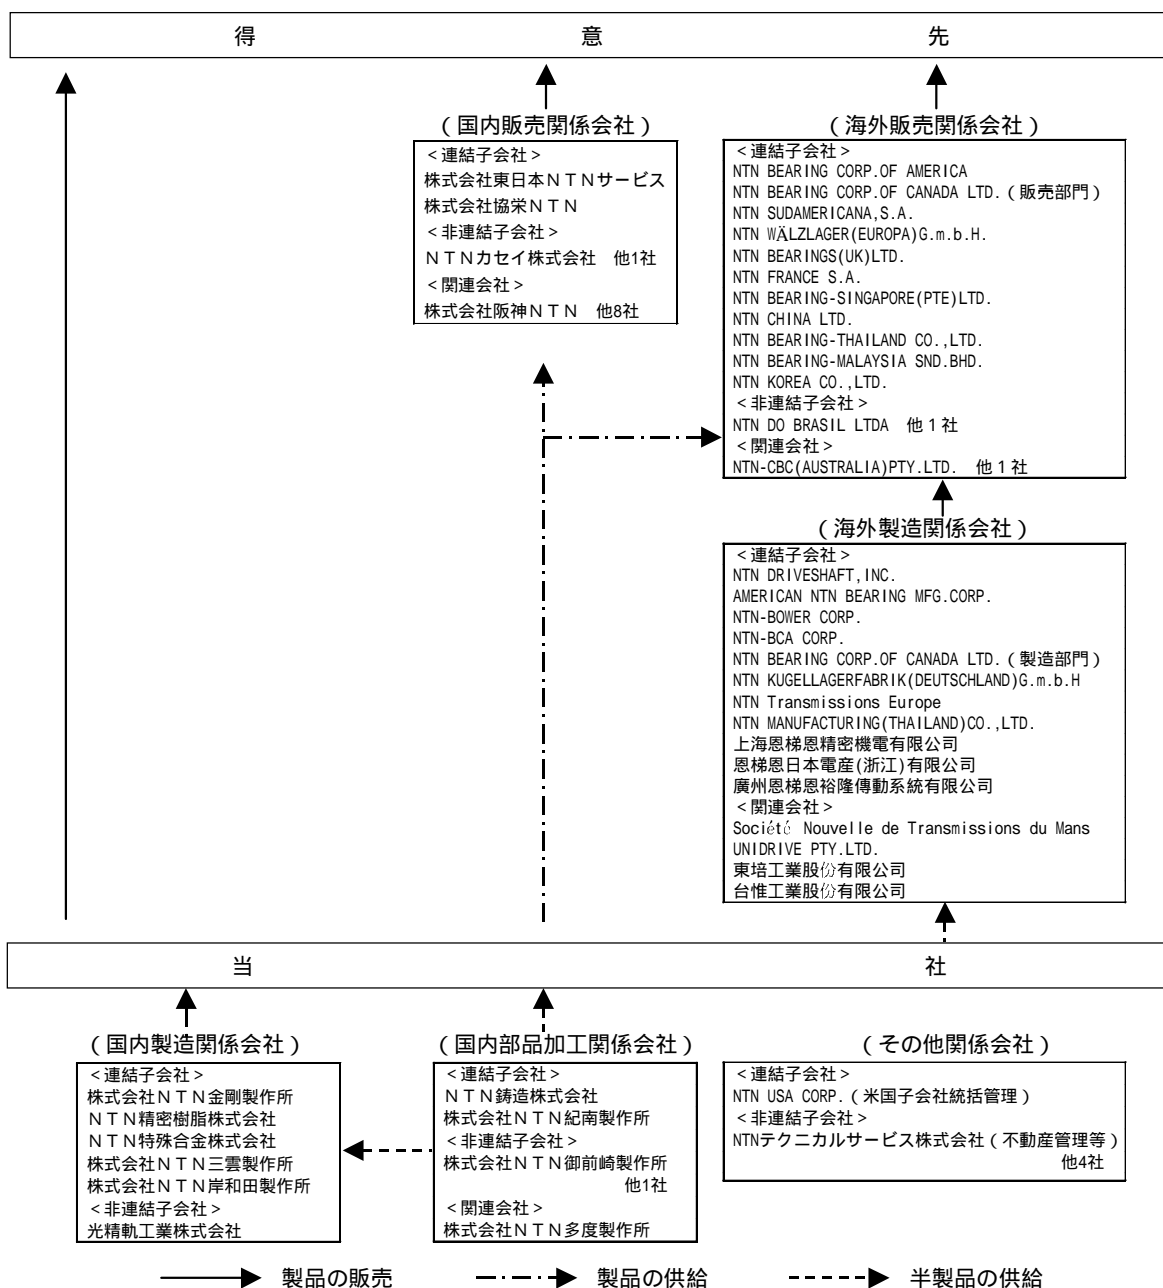 得意先
（国内販売関係会社）
＜連結子会社＞
株式会社東日本ＮＴＮサービス
株式会社協栄ＮＴＮ
＜非連結子会社＞
ＮＴＮカセイ株式会社　他1社
＜関連会社＞
株式会社阪神ＮＴＮ　他8社
（海外販売関係会社）
＜連結子会社＞
NTN BEARING CORP.OF AMERICA
NTN BEARING CORP.OF CANADA LTD.（販売部門）
NTN SUDAMERICANA,S.A.
NTN WÄLZLAGER(EUROPA)G.m.b.H.
NTN BEARINGS(UK)LTD.
NTN FRANCE S.A.
NTN BEARING-SINGAPORE(PTE)LTD.
NTN CHINA LTD.
NTN BEARING-THAILAND CO.,LTD.
NTN BEARING-MALAYSIA SND.BHD.
NTN KOREA CO.,LTD.
＜非連結子会社＞
NTN DO BRASIL LTDA　他１社
＜関連会社＞
NTN-CBC(AUSTRALIA)PTY.LTD.　他１社
（海外製造関係会社）
＜連結子会社＞
NTN DRIVESHAFT,INC.
AMERICAN NTN BEARING MFG.CORP.
NTN-BOWER CORP.
NTN-BCA CORP.
NTN BEARING CORP.OF CANADA LTD.（製造部門）
NTN KUGELLAGERFABRIK(DEUTSCHLAND)G.m.b.H
NTN Transmissions Europe
NTN MANUFACTURING(THAILAND)CO.,LTD.
上海恩梯恩精密機電有限公司
恩梯恩日本電産(浙江)有限公司
廣州恩梯恩裕隆傳動系統有限公司
＜関連会社＞
Société Nouvelle de Transmissions du Mans
UNIDRIVE PTY.LTD.
東培工業股份有限公司
台惟工業股份有限公司
当社
（国内製造関係会社）
＜連結子会社＞
株式会社ＮＴＮ金剛製作所
ＮＴＮ精密樹脂株式会社
ＮＴＮ特殊合金株式会社
株式会社ＮＴＮ三雲製作所
株式会社ＮＴＮ岸和田製作所
＜非連結子会社＞
光精軌工業株式会社
（国内部品加工関係会社）
＜連結子会社＞
ＮＴＮ鋳造株式会社
株式会社ＮＴＮ紀南製作所
＜非連結子会社＞
株式会社ＮＴＮ御前崎製作所
他1社
＜関連会社＞
株式会社ＮＴＮ多度製作所
（その他関係会社）
＜連結子会社＞
NTN USA CORP.（米国子会社統括管理）
＜非連結子会社＞
NTNテクニカルサービス株式会社（不動産管理等）
他4社
製品の販売
製品の供給
半製品の供給